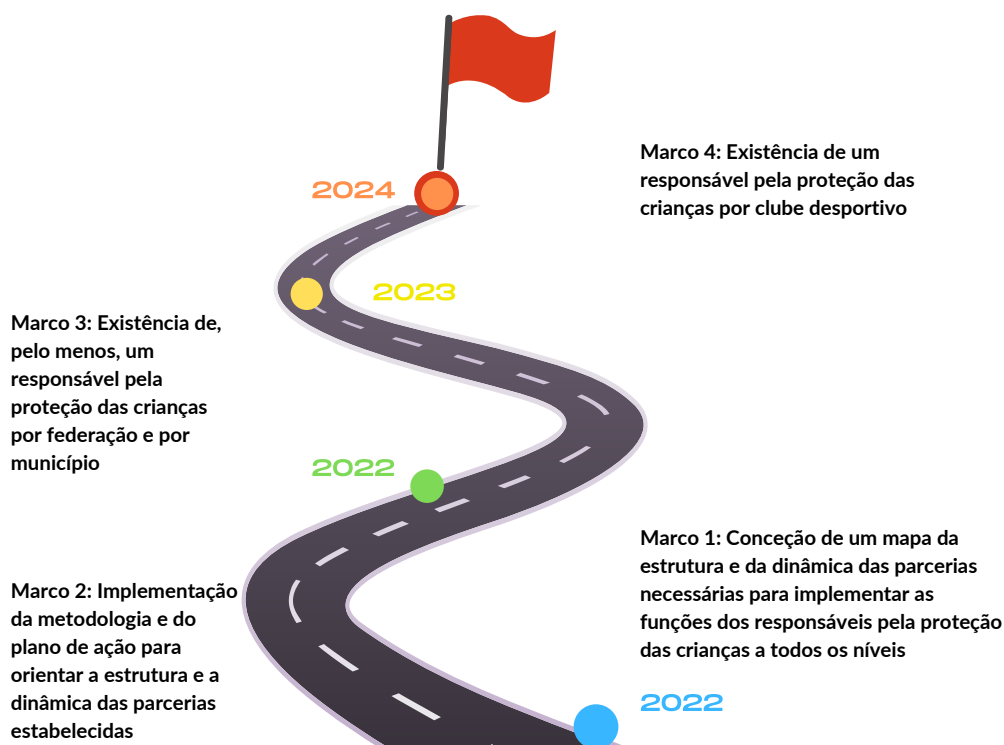 2024
Marco 4: Existência de um
responsável pela proteção das
crianças por clube desportivo
2023
Marco 3: Existência de,
pelo menos, um
responsável pela
proteção das crianças
por federação e por
município
2022
Marco 2: Implementação
da metodologia e do
plano de ação para
orientar a estrutura e a
dinâmica das parcerias
estabelecidas
Marco 1: Conceção de um mapa da
estrutura e da dinâmica das parcerias
necessárias para implementar as
funções dos responsáveis pela proteção
das crianças a todos os níveis
2022